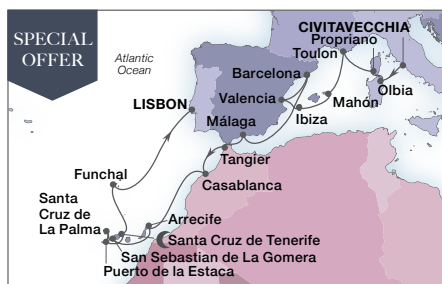 SPECIAL
OFFER
Atlantic
Ocean
CIVITAVECCHIA
Propriano
Toulon
Barcelona
Olbia
LISBON
Valencia
Mahón
Ibiza
Málaga
Tangier
Funchal
Casablanca
Santa
Cruz de
La Palma
Arrecife
Santa Cruz de Tenerife
San Sebastian de La Gomera
Puerto de la Estaca